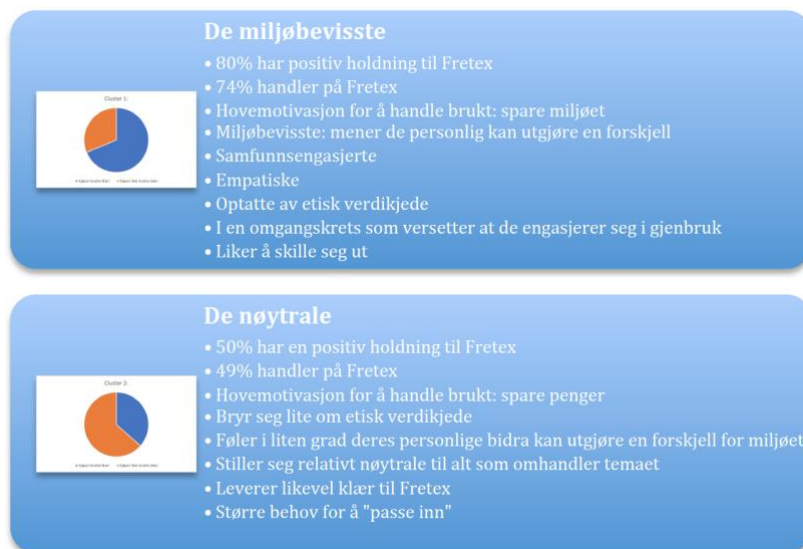 De miljøbevisste
• 80% har positiv holdning til Fretex
• 74% handler på Fretex
• Hovemotivasjon for å handle brukt: spare miljøet
• Miljøbevisste: mener de personlig kan utgjøre en forskjell
• Samfunnsengasjerte
• Empatiske
• Optatte av etisk verdikjede
• I en omgangskrets som versetter at de engasjerer seg i gjenbruk
• Liker å skille seg ut
Cluster 1:
De nøytrale
• 50% har en positiv holdning til Fretex
• 49% handler på Fretex
• Hovemotivasjon for å handle brukt: spare penger
• Bryr seg lite om etisk verdikjede
• Føler i liten grad deres personlige bidra kan utgjøre en forskjell for miljøet
• Stiller seg relativt nøytrale til alt som omhandler temaet
• Leverer likevel klær til Fretex
• Større behov for å "passe inn"
Cluster 2: